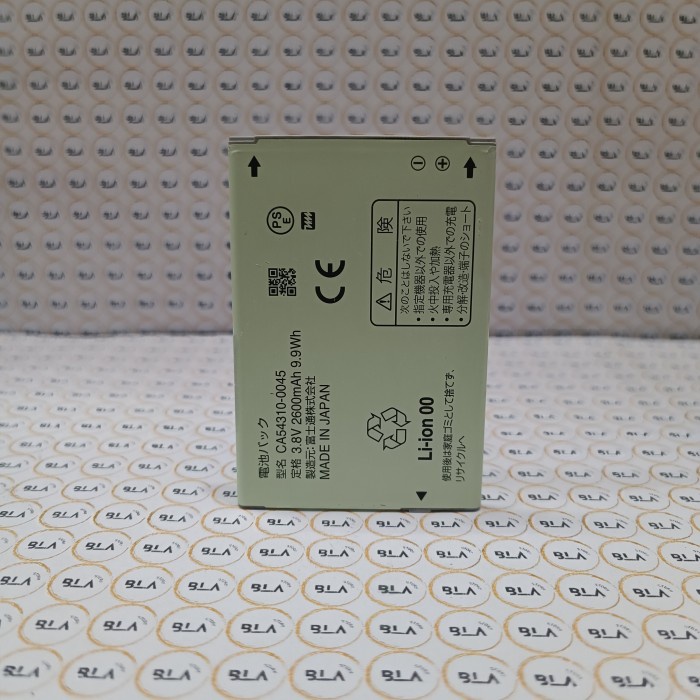 電池パック
型名 CA54310-0045
定格 3.8V 2600mAh 9.9Wh
製造元:富士通株式会社
MADE IN JAPAN
PS
E
CE
⚠ 危険
次のことはしないで下さい
・指定機器以外での使用
・火中投入や加熱
・専用充電器以外での充電
・分解・改造・端子のショート
Li-ion 00
使用後は家庭ゴミとして捨てず、
リサイクルへ
BLA